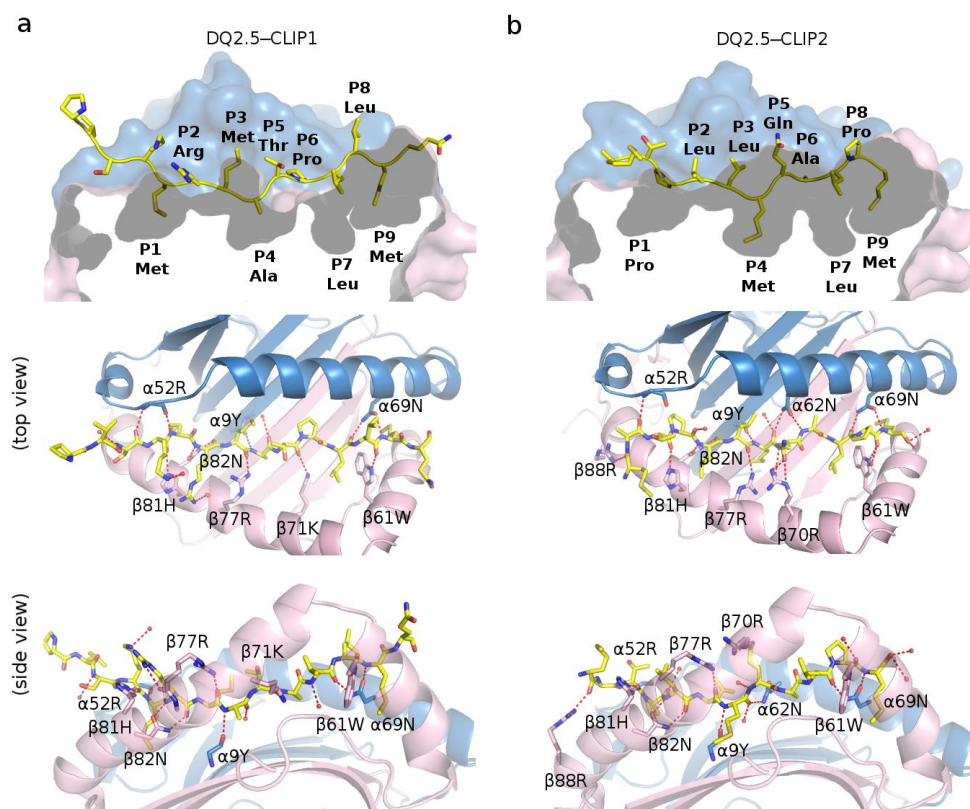 a
DQ2.5–CLIP1
P8
Leu
P3
Met
P2
Arg
P5
Thr
P6
Pro
P1
Met
P4
Ala
P7
Leu
P9
Met
b
DQ2.5–CLIP2
P5
Gln
P8
Pro
P2
Leu
P3
Leu
P6
Ala
P1
Pro
P4
Met
P7
Leu
P9
Met
(top view)
α52R
α9Y
α69N
β82N
β81H
β77R
β71K
β61W
α52R
α9Y
α62N
α69N
β88R
β82N
β81H
β77R
β70R
β61W
(side view)
β77R
β71K
α52R
β81H
β82N
α9Y
β61W
α69N
β70R
α52R
β77R
β81H
β82N
α62N
α69N
β61W
α9Y
β88R